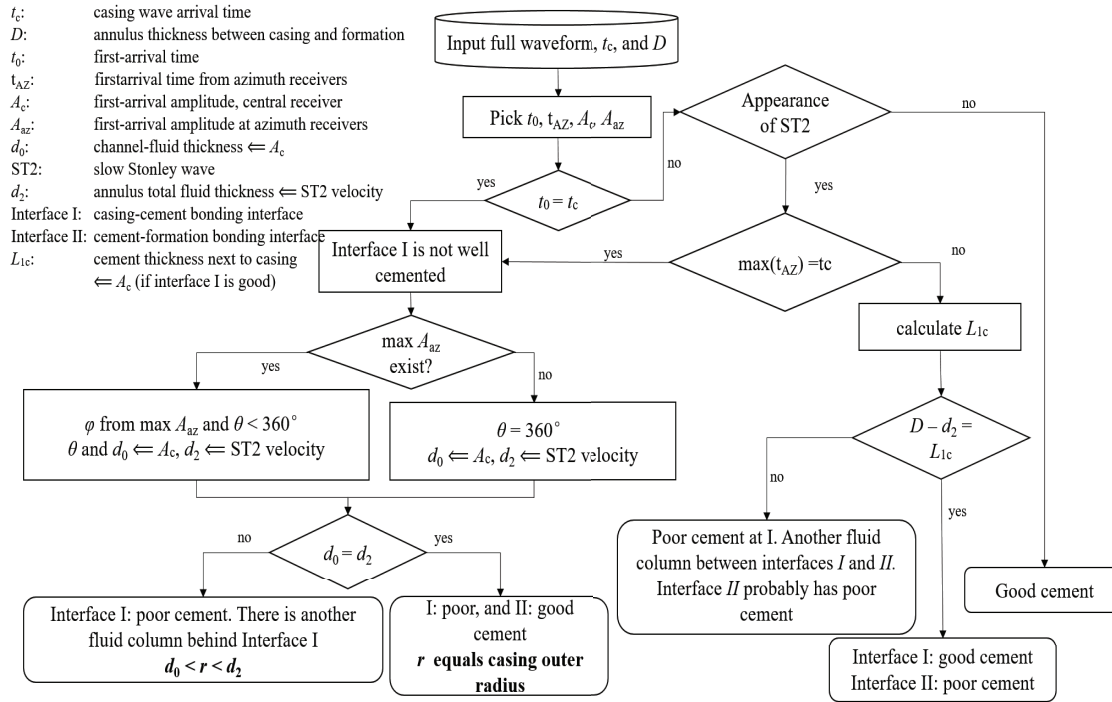 tc: casing wave arrival time
D: annulus thickness between casing and formation
t0: first-arrival time
tAZ: firstarrival time from azimuth receivers
Ac: first-arrival amplitude, central receiver
Aaz: first-arrival amplitude at azimuth receivers
d0: channel-fluid thickness ⇐ Ac
ST2: slow Stonley wave
d2: annulus total fluid thickness ⇐ ST2 velocity
Interface I: casing-cement bonding interface
Interface II: cement-formation bonding interface
L1c: cement thickness next to casing
⇐ Ac (if interface I is good)
Input full waveform, tc, and D
Pick t0, tAZ, Ac, Aaz
t0 = tc
yes
no
Appearance
of ST2
no
yes
max(tAZ) =tc
yes
no
Interface I is not well
cemented
calculate L1c
max Aaz
exist?
yes
no
φ from max Aaz and θ < 360°
θ and d0 ⇐ Ac, d2 ⇐ ST2 velocity
θ = 360°
d0 ⇐ Ac, d2 ⇐ ST2 velocity
D – d2 =
L1c
no
yes
d0 = d2
no
yes
Interface I: poor cement. There is another
fluid column behind Interface I
d0 < r < d2
I: poor, and II: good
cement
r equals casing outer
radius
Poor cement at I. Another fluid
column between interfaces I and II.
Interface II probably has poor
cement
Good cement
Interface I: good cement
Interface II: poor cement